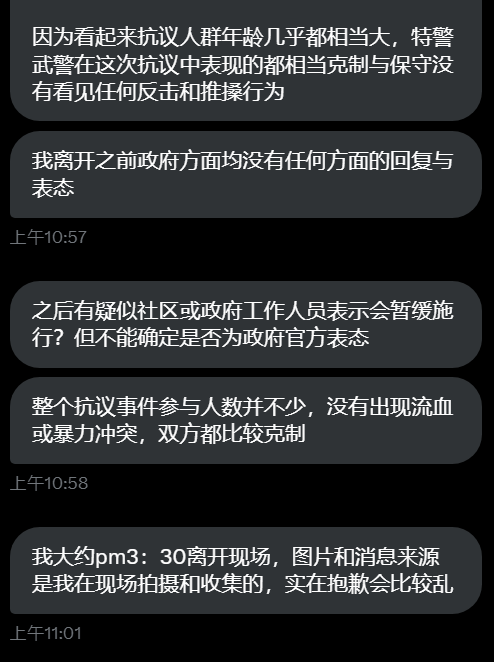 因为看起来抗议人群年龄几乎都相当大，特警
武警在这次抗议中表现的都相当克制与保守没
有看见任何反击和推搡行为
我离开之前政府方面均没有任何方面的回复与
表态
上午10:57
之后有疑似社区或政府工作人员表示会暂缓施
行？但不能确定是否为政府官方表态
整个抗议事件参与人数并不少，没有出现流血
或暴力冲突，双方都比较克制
上午10:58
我大约pm3：30离开现场，图片和消息来源
是我在现场拍摄和收集的，实在抱歉会比较乱
上午11:01